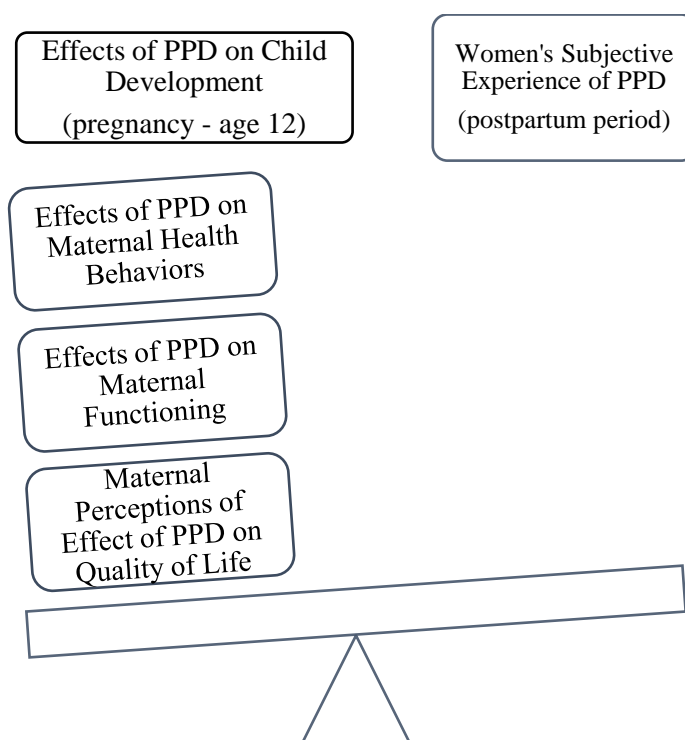 Effects of PPD on Child
Development
(pregnancy - age 12)
Women's Subjective
Experience of PPD
(postpartum period)
Effects of PPD on
Maternal Health
Behaviors
Effects of PPD on
Maternal
Functioning
Maternal
Perceptions of
Effect of PPD on
Quality of Life